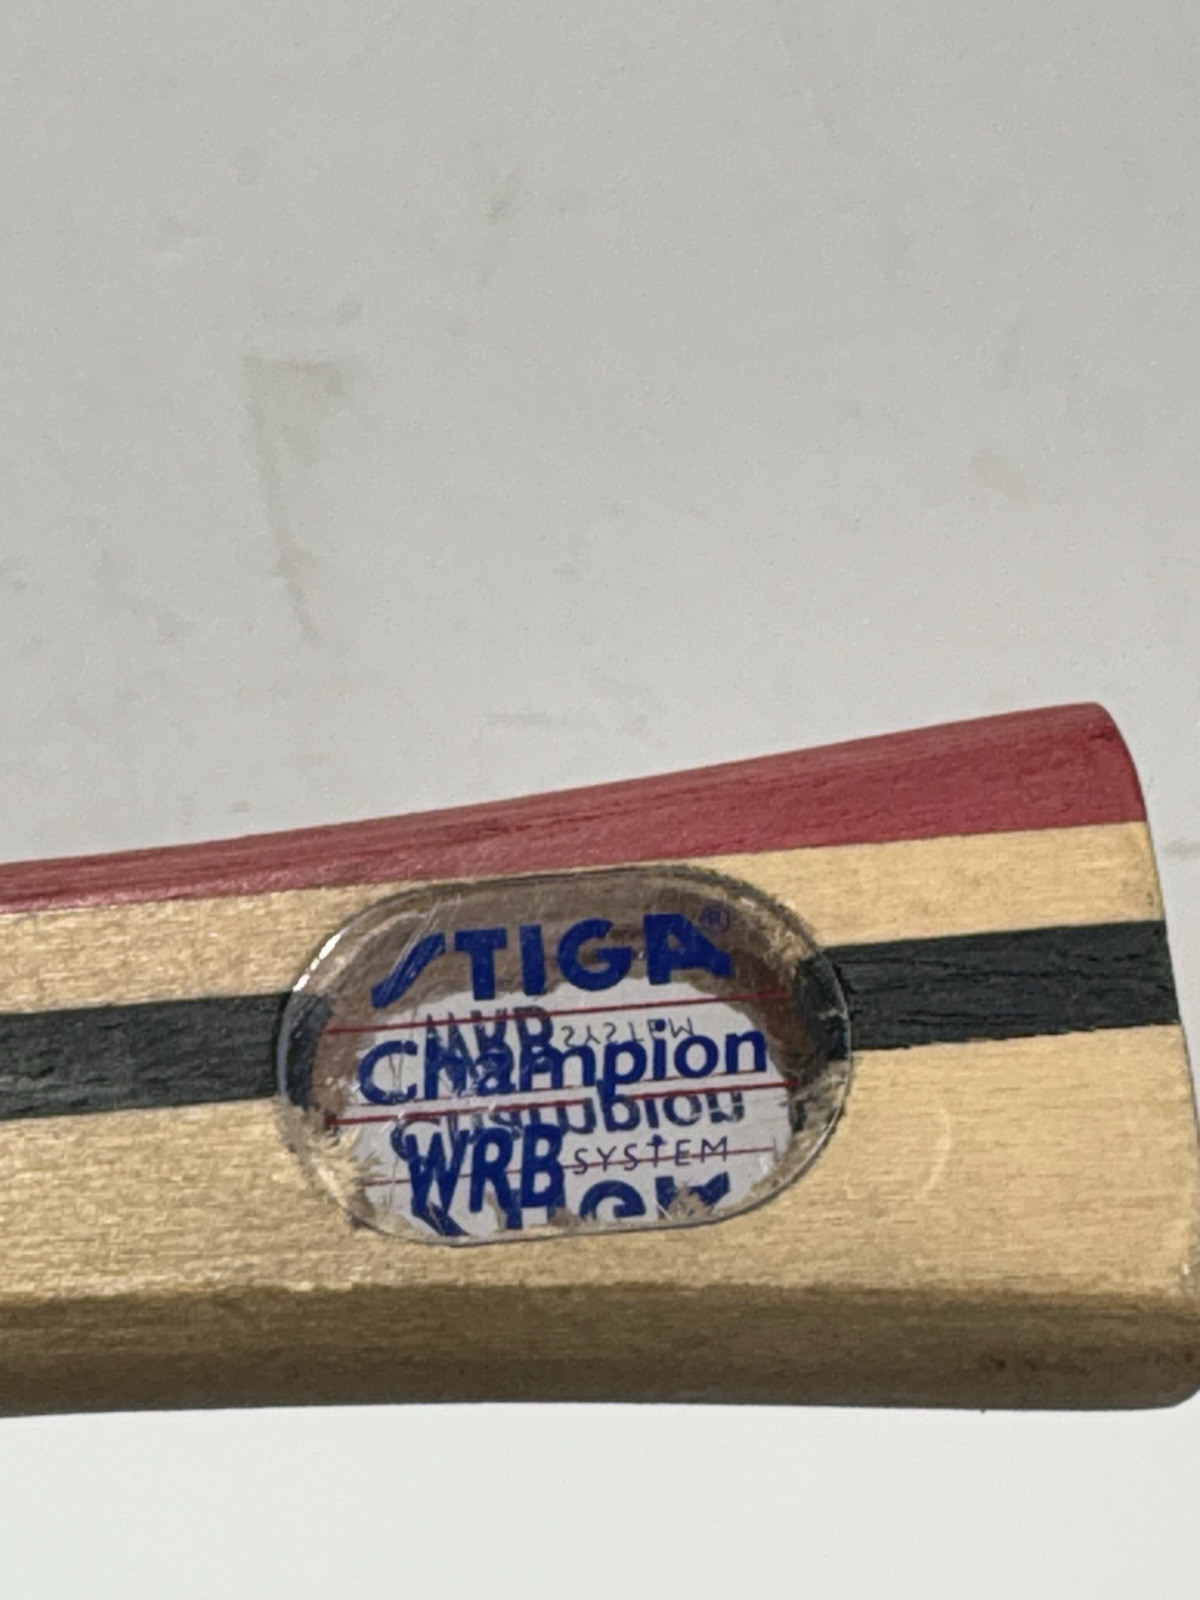 STIGA®
Champion
WRB SYSTEM